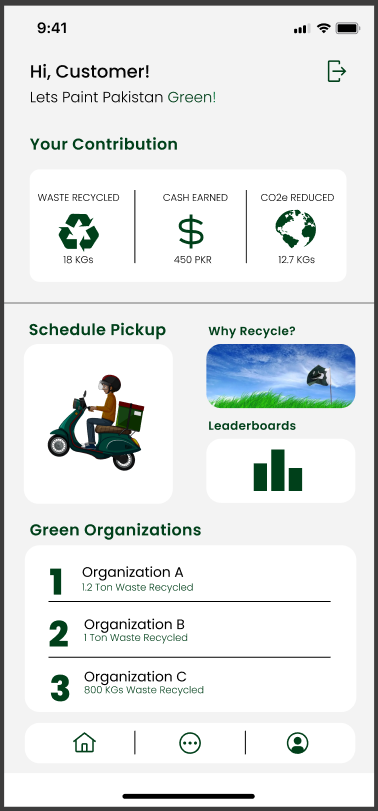 9:41
Hi, Customer!
Lets Paint Pakistan Green!
Your Contribution
WASTE RECYCLED
CASH EARNED
CO2e REDUCED
$
18 KGs
450 PKR
12.7 KGs
Schedule Pickup
Why Recycle?
Leaderboards
Green Organizations
1
Organization A
1.2 Ton Waste Recycled
2
Organization B
1 Ton Waste Recycled
3
Organization C
800 KGs Waste Recycled